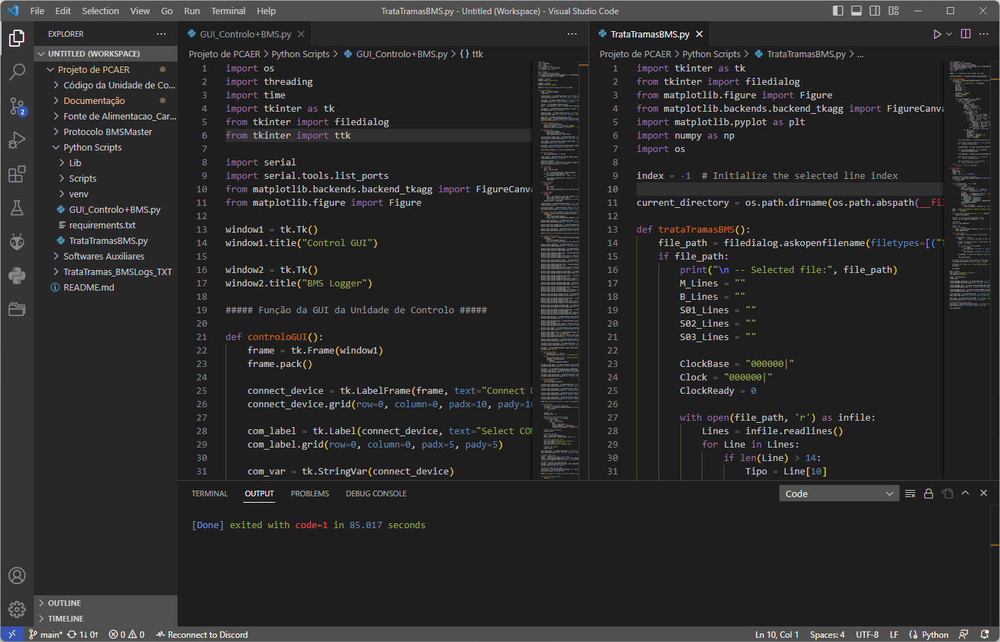 File Edit Selection View Go Run Terminal Help
TrataTramasBMS.py - Untitled (Workspace) - Visual Studio Code
EXPLORER
UNTITLED (WORKSPACE)
Projeto de PCAER
Código da Unidade de Co...
Documentação
Fonte de Alimentacao_Car...
Protocolo BMSMaster
Python Scripts
Lib
Scripts
venv
GUI_Controlo+BMS.py
requirements.txt
TrataTramasBMS.py
Softwares Auxiliares
TrataTramas_BMSLogs_TXT
README.md
OUTLINE
TIMELINE
2
GUI_Controlo+BMS.py
Projeto de PCAER > Python Scripts > GUI_Controlo+BMS.py > {} ttk
1 import os
2 import threading
3 import time
4 import tkinter as tk
5 from tkinter import filedialog
6 from tkinter import ttk
7
8 import serial
9 import serial.tools.list_ports
10 from matplotlib.backends.backend_tkagg import FigureCanva
11 from matplotlib.figure import Figure
12
13 window1 = tk.Tk()
14 window1.title("Control GUI")
15
16 window2 = tk.Tk()
17 window2.title("BMS Logger")
18
19 ##### Função da GUI da Unidade de Controlo #####
20
21 def controloGUI():
22 frame = tk.Frame(window1)
23 frame.pack()
24
25 connect_device = tk.LabelFrame(frame, text="Connect D
26 connect_device.grid(row=0, column=0, padx=10, pady=10
27
28 com_label = tk.Label(connect_device, text="Select COM
29 com_label.grid(row=0, column=0, padx=5, pady=5)
30
31 com_var = tk.StringVar(connect_device)
TrataTramasBMS.py
Projeto de PCAER > Python Scripts > TrataTramasBMS.py > ...
1 import tkinter as tk
2 from tkinter import filedialog
3 from matplotlib.figure import Figure
4 from matplotlib.backends.backend_tkagg import FigureCanva
5 import matplotlib.pyplot as plt
6 import numpy as np
7 import os
8
9 index = -1 # Initialize the selected line index
10
11 current_directory = os.path.dirname(os.path.abspath(__fil
12
13 def trataTramasBMS():
14 file_path = filedialog.askopenfilename(filetypes=[("T
15 if file_path:
16 print("\n -- Selected file:", file_path)
17 M_Lines = ""
18 B_Lines = ""
19 S01_Lines = ""
20 S02_Lines = ""
21 S03_Lines = ""
22
23 ClockBase = "000000|"
24 Clock = "000000|"
25 ClockReady = 0
26
27 with open(file_path, 'r') as infile:
28 Lines = infile.readlines()
29 for Line in Lines:
30 if len(Line) > 14:
31 Tipo = Line[10]
TERMINAL OUTPUT PROBLEMS DEBUG CONSOLE
Code
[Done] exited with code=1 in 85.017 seconds
main* 1↓ 0↑ 0 0 Reconnect to Discord
Ln 10, Col 1 Spaces: 4 UTF-8 LF Python